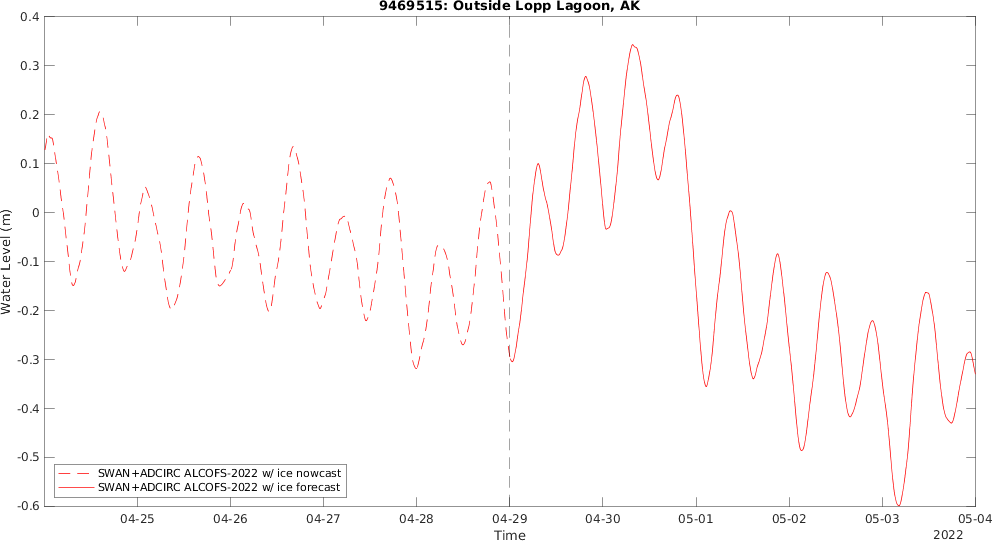 9469515: Outside Lopp Lagoon, AK
0.4
0.3
0.2
0.1
0
-0.1
-0.2
-0.3
-0.4
-0.5
-0.6
Water Level (m)
SWAN+ADCIRC ALCOFS-2022 w/ ice nowcast
SWAN+ADCIRC ALCOFS-2022 w/ ice forecast
04-25 04-26 04-27 04-28 04-29 04-30 05-01 05-02 05-03 05-04
Time
2022